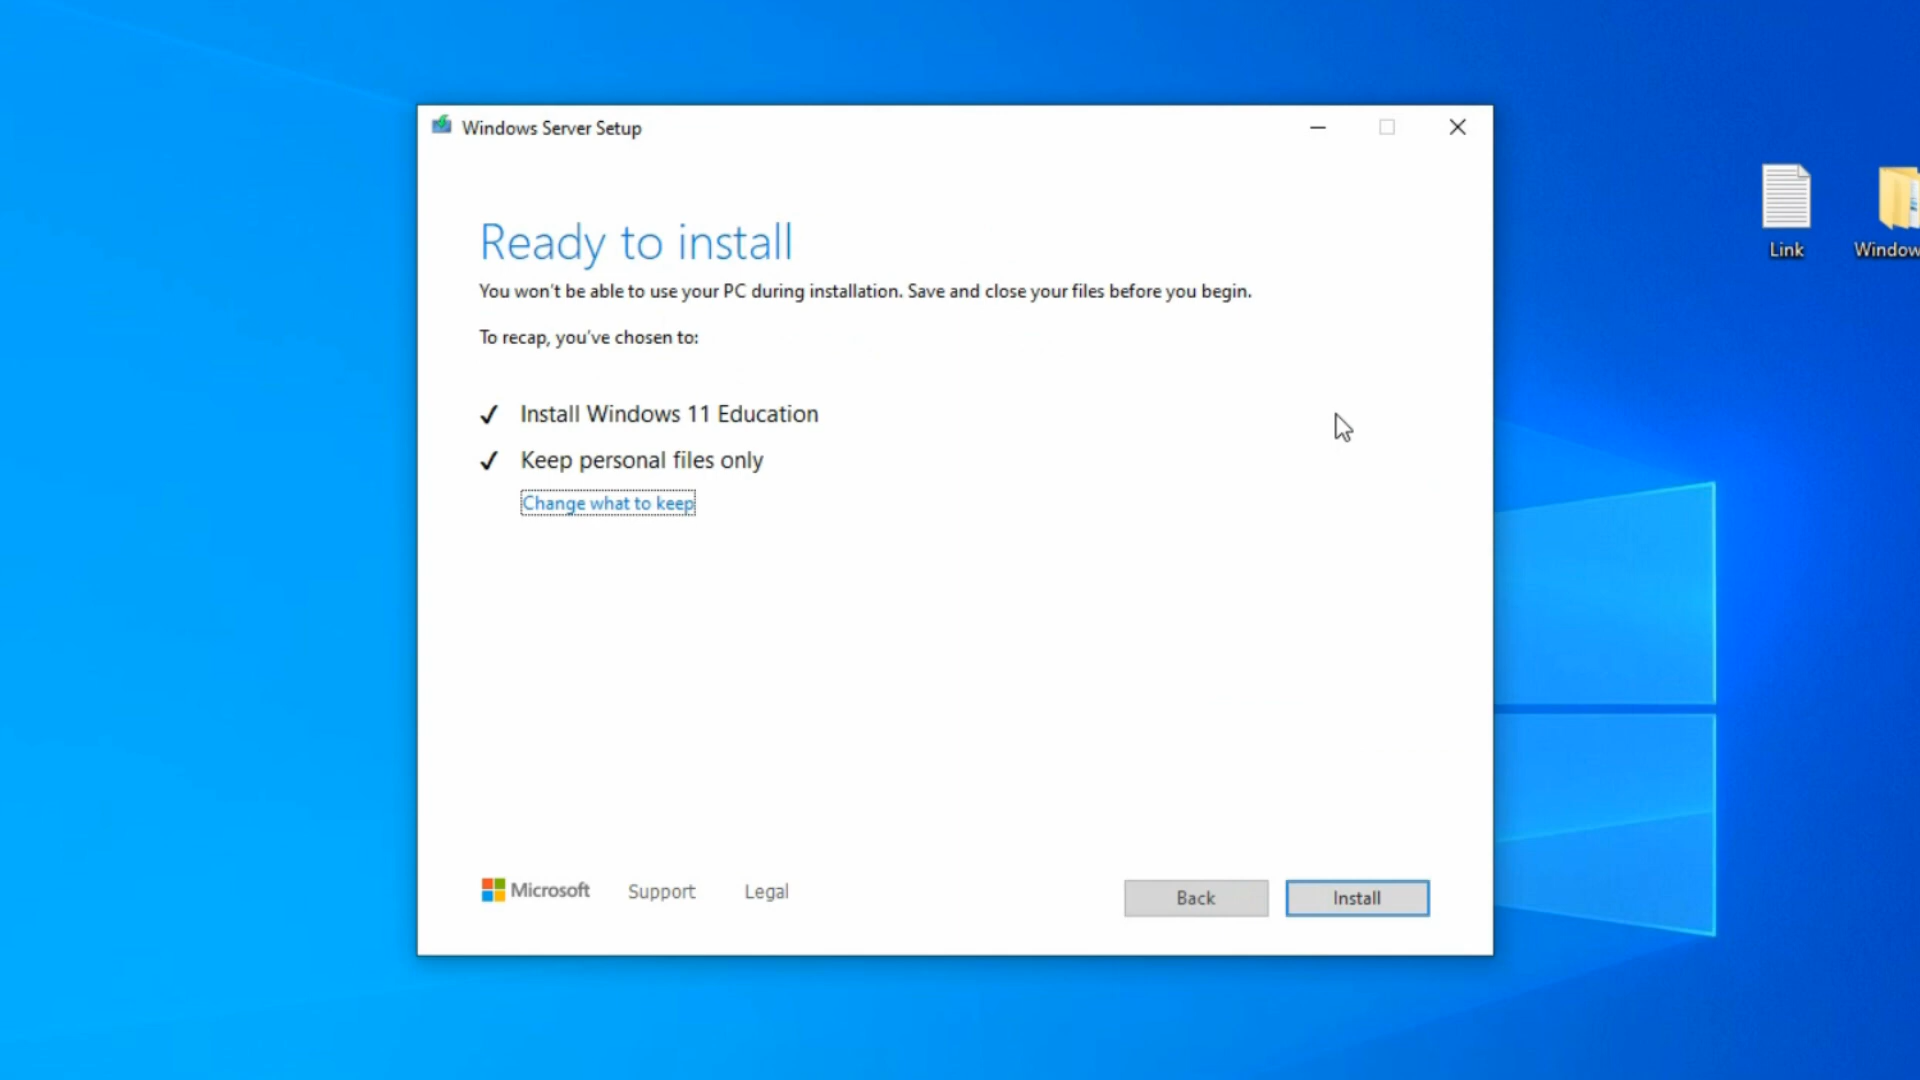 Windows Server Setup
Ready to install
You won't be able to use your PC during installation. Save and close your files before you begin.
To recap, you've chosen to:
✓ Install Windows 11 Education
✓ Keep personal files only
Change what to keep
Microsoft Support Legal
Back Install
Link
Window